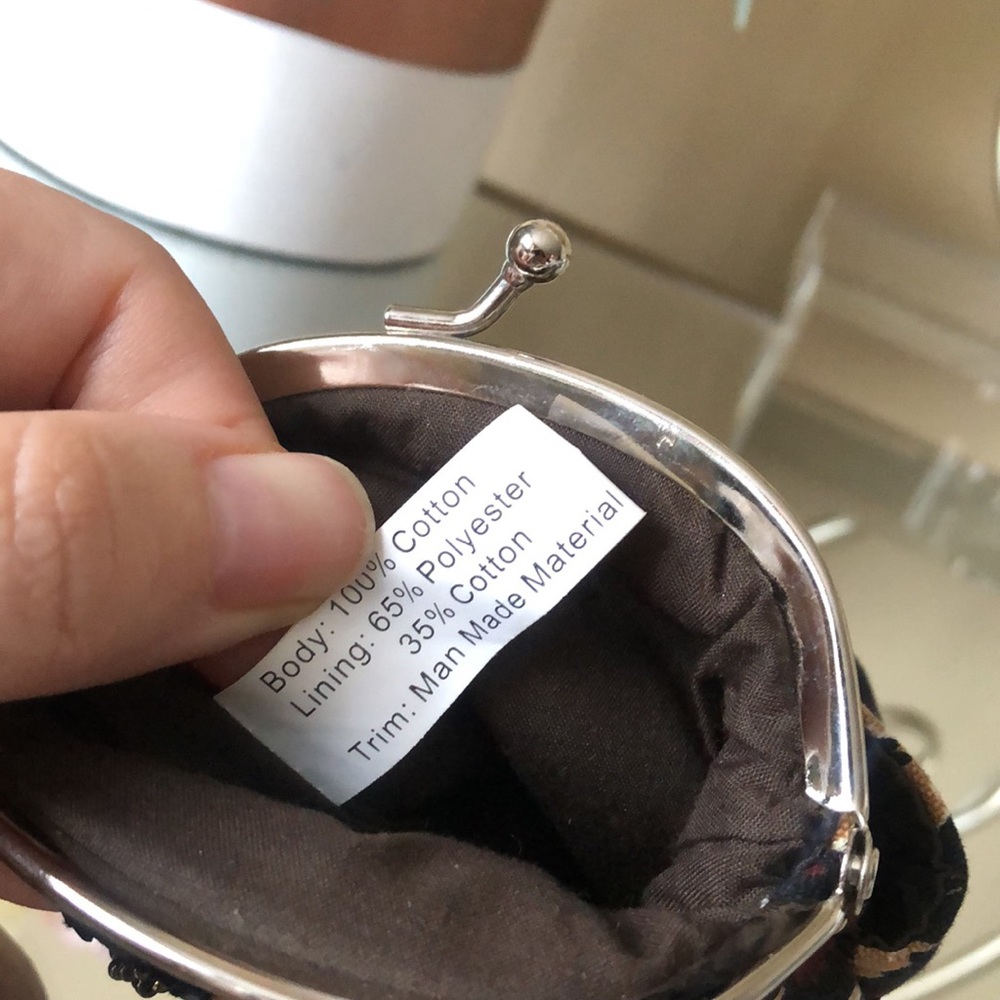 Body: 100% Cotton
Lining: 65% Polyester
35% Cotton
Trim: Man Made Material